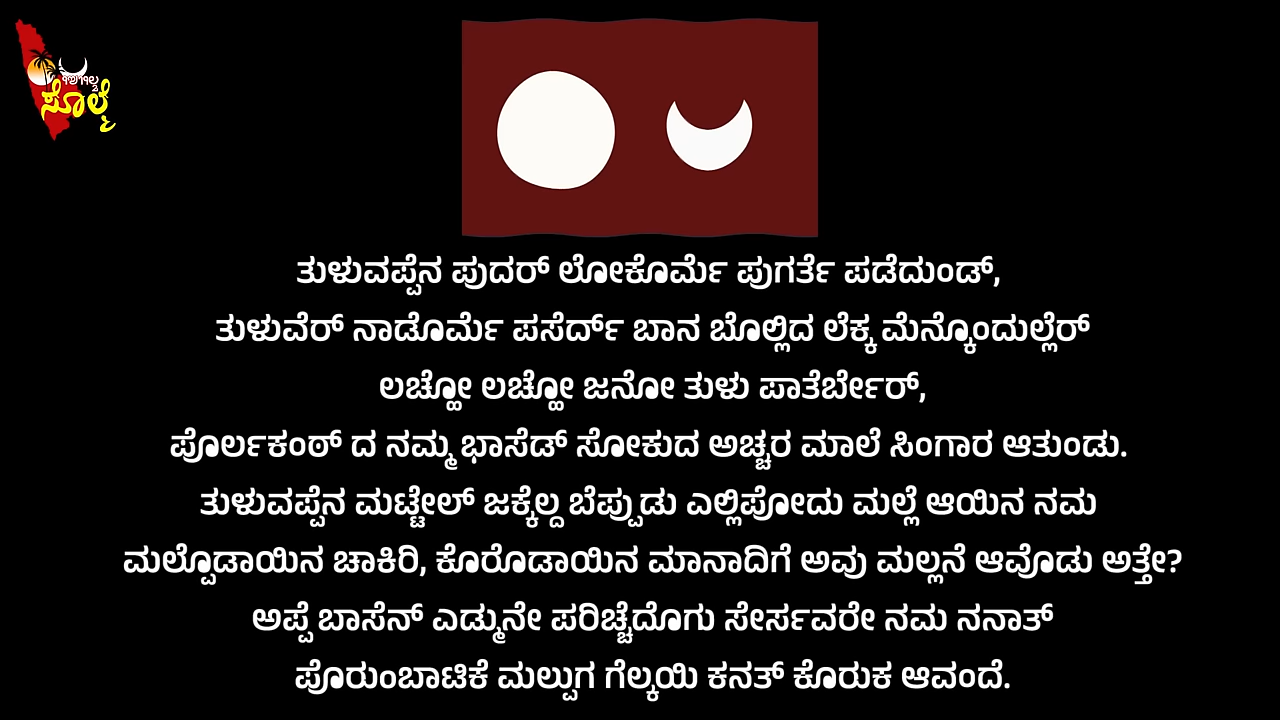 ಸೊಲ್ಮೆ
ತುಳುವಪ್ಪೆನ ಪುದರ್ ಲೋಕೊರ್ಮೆ ಪುಗರ್ತೆ ಪಡೆದುಂಡ್,
ತುಳುವೆರ್ ನಾಡೊರ್ಮೆ ಪಸೆರ್ದ್ ಬಾನ ಬೊಲ್ಲಿದ ಲೆಕ್ಕ ಮೆನ್ಕೊಂದುಲ್ಲೆರ್
ಲಚ್ಹೋ ಲಚ್ಹೋ ಜನೋ ತುಳು ಪಾತೆರ್ಬೇರ್,
ಪೊರ್ಲಕಂಠ್ ದ ನಮ್ಮ ಭಾಸೆಡ್ ಸೋಕುದ ಅಚ್ಚರ ಮಾಲೆ ಸಿಂಗಾರ ಆತುಂಡು.
ತುಳುವಪ್ಪೆನ ಮಟ್ಟೇಲ್ ಜಕ್ಕೆಲ್ದ ಬೆಪ್ಪುಡು ಎಲ್ಲಿಪೋದು ಮಲ್ಲೆ ಆಯಿನ ನಮ
ಮಲ್ಪೊಡಾಯಿನ ಚಾಕಿರಿ, ಕೊರೊಡಾಯಿನ ಮಾನಾದಿಗೆ ಅವು ಮಲ್ಲನೆ ಆವೊಡು ಅತ್ತೇ?
ಅಪ್ಪೆ ಬಾಸೆನ್ ಎಡ್ಮುನೇ ಪರಿಚ್ಚೆದೊಗು ಸೇರ್ಸವರೇ ನಮ ನನಾತ್
ಪೊರುಂಬಾಟಿಕೆ ಮಲ್ಪುಗ ಗೆಲ್ಕಯಿ ಕನತ್ ಕೊರುಕ ಆವಂದೆ.